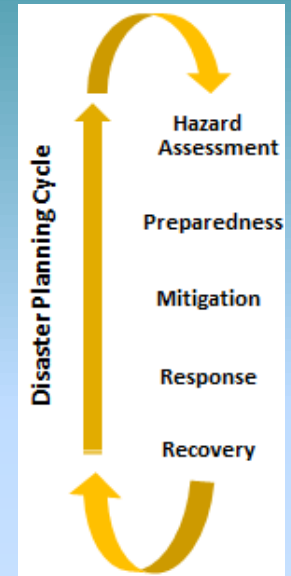 Disaster Planning Cycle
Hazard
Assessment
Preparedness
Mitigation
Response
Recovery